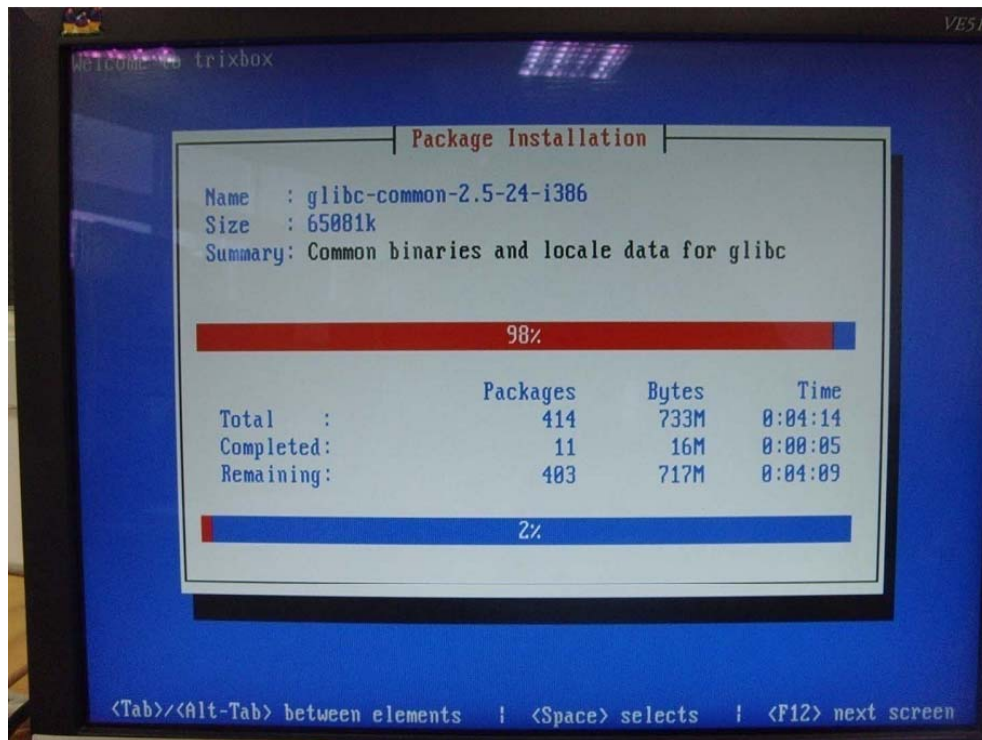 VE51
Welcome to trixbox
Package Installation
Name : glibc-common-2.5-24-i386
Size : 65081k
Summary: Common binaries and locale data for glibc
98%
Packages Bytes Time
Total : 414 733M 0:04:14
Completed: 11 16M 0:00:05
Remaining: 403 717M 0:04:09
2%
<Tab>/<Alt-Tab> between elements | <Space> selects | <F12> next screen